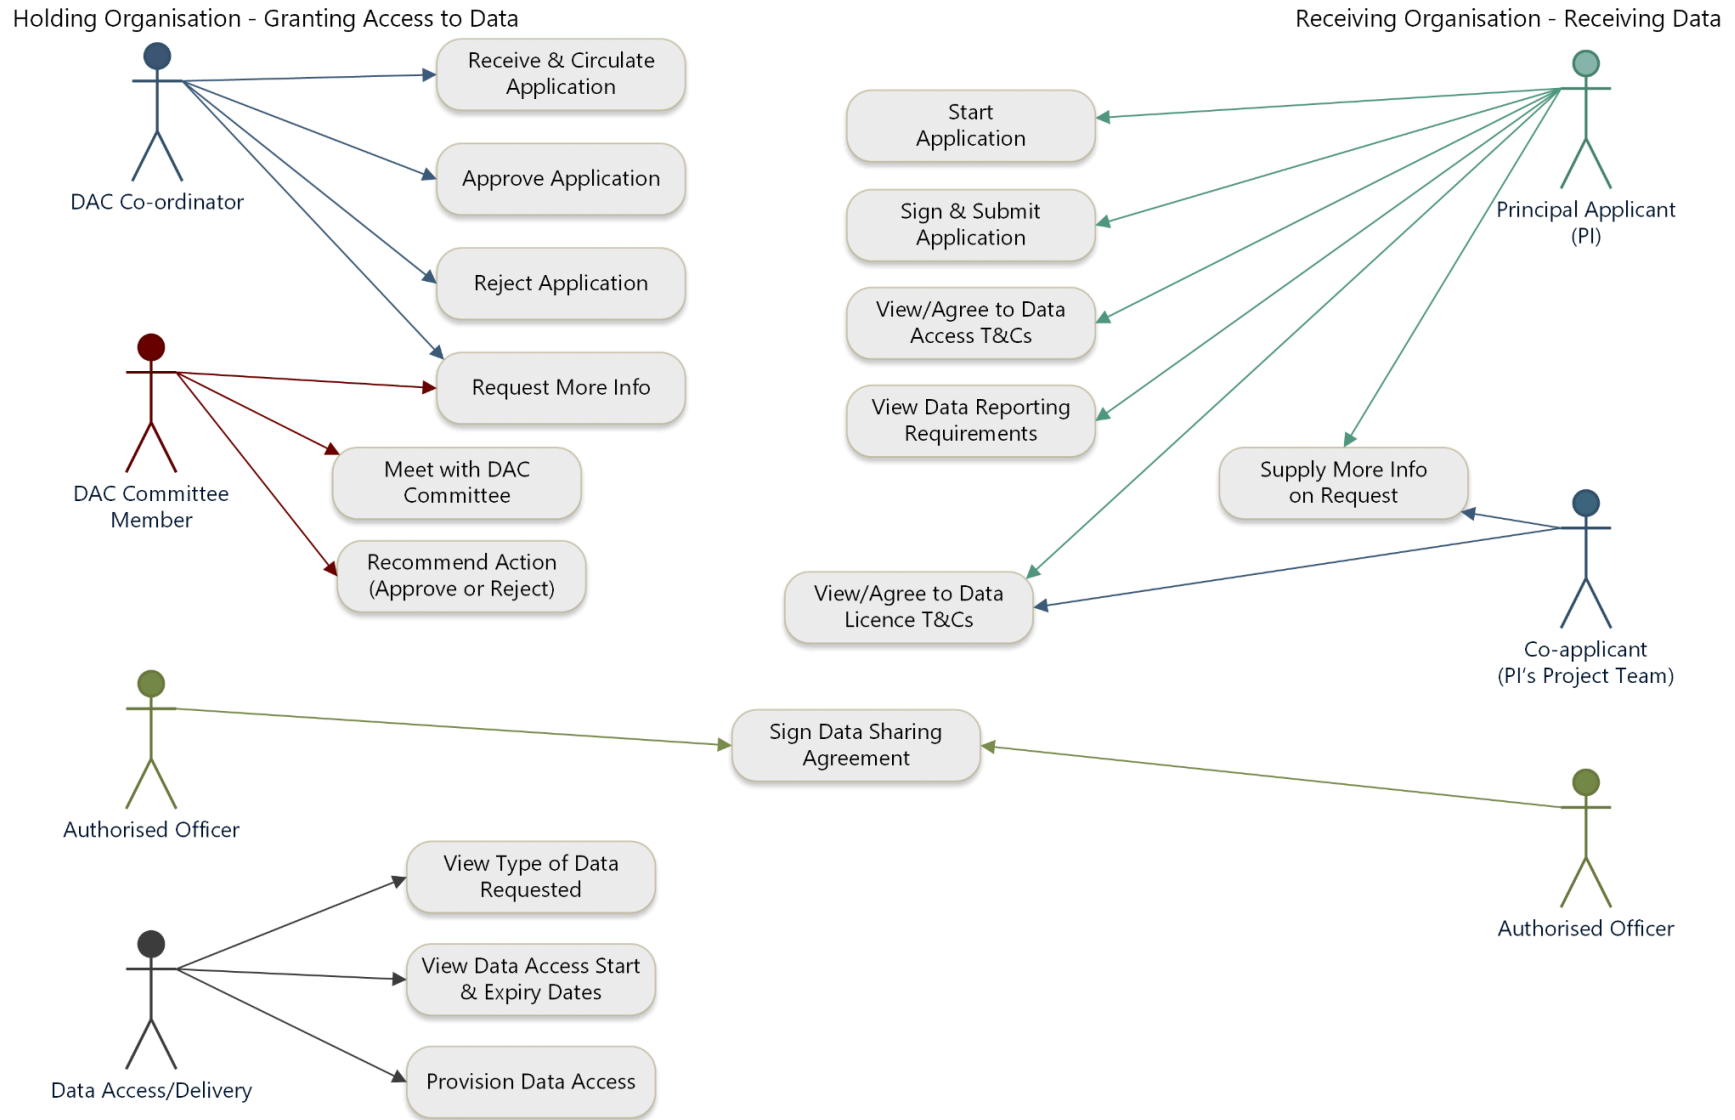 Holding Organisation - Granting Access to Data
Receiving Organisation - Receiving Data
DAC Co-ordinator
Receive & Circulate
Application
Approve Application
Reject Application
Request More Info
DAC Committee
Member
Meet with DAC
Committee
Recommend Action
(Approve or Reject)
Start
Application
Sign & Submit
Application
View/Agree to Data
Access T&Cs
View Data Reporting
Requirements
Principal Applicant
(PI)
Supply More Info
on Request
View/Agree to Data
Licence T&Cs
Co-applicant
(PI's Project Team)
Authorised Officer
Sign Data Sharing
Agreement
Authorised Officer
View Type of Data
Requested
View Data Access Start
& Expiry Dates
Provision Data Access
Data Access/Delivery